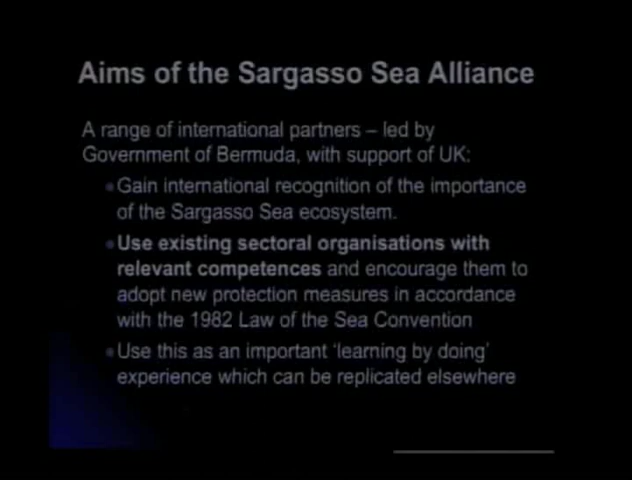 Aims of the Sargasso Sea Alliance
A range of international partners – led by
Government of Bermuda, with support of UK:
Gain international recognition of the importance
of the Sargasso Sea ecosystem.
Use existing sectoral organisations with
relevant competences and encourage them to
adopt new protection measures in accordance
with the 1982 Law of the Sea Convention
Use this as an important ‘learning by doing’
experience which can be replicated elsewhere